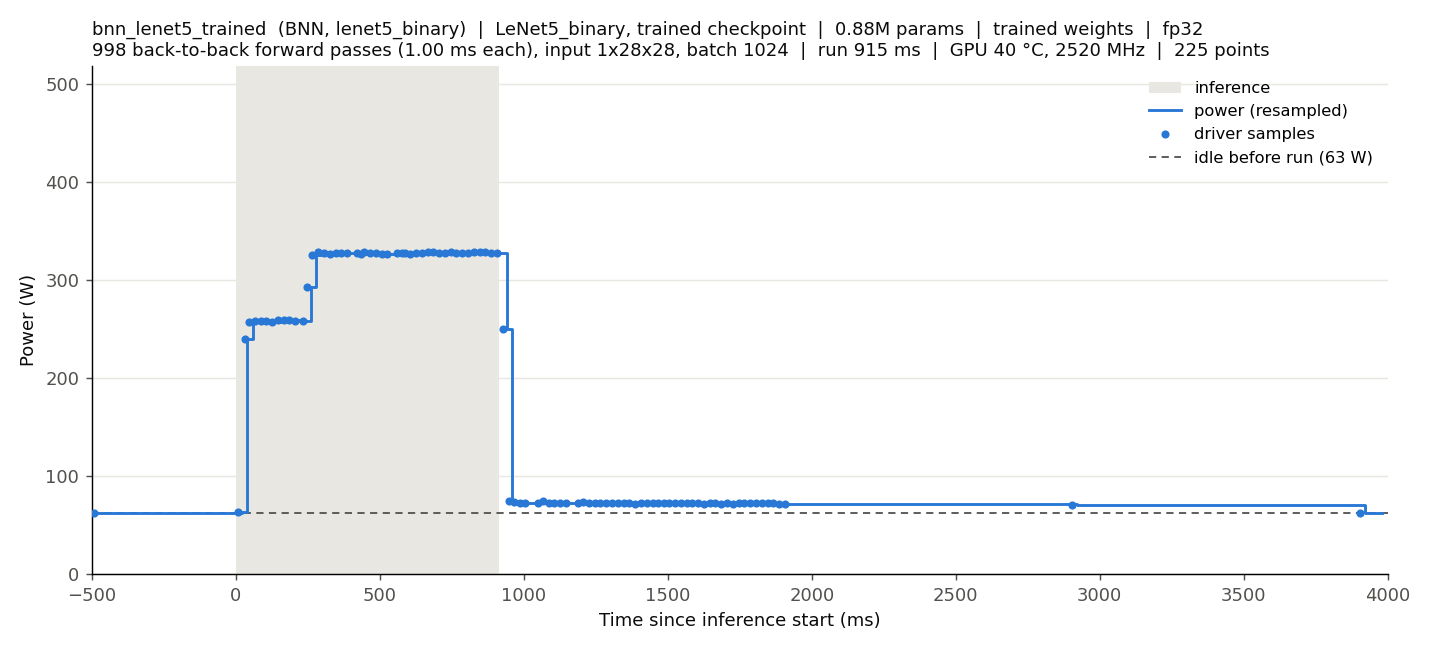 bnn_lenet5_trained  (BNN, lenet5_binary)  |  LeNet5_binary, trained checkpoint  |  0.88M params  |  trained weights  |  fp32
998 back-to-back forward passes (1.00 ms each), input 1x28x28, batch 1024  |  run 915 ms  |  GPU 40 °C, 2520 MHz  |  225 points
inference
power (resampled)
driver samples
idle before run (63 W)
Power (W)
500
400
300
200
100
0
−500
0
500
1000
1500
2000
2500
3000
3500
4000
Time since inference start (ms)